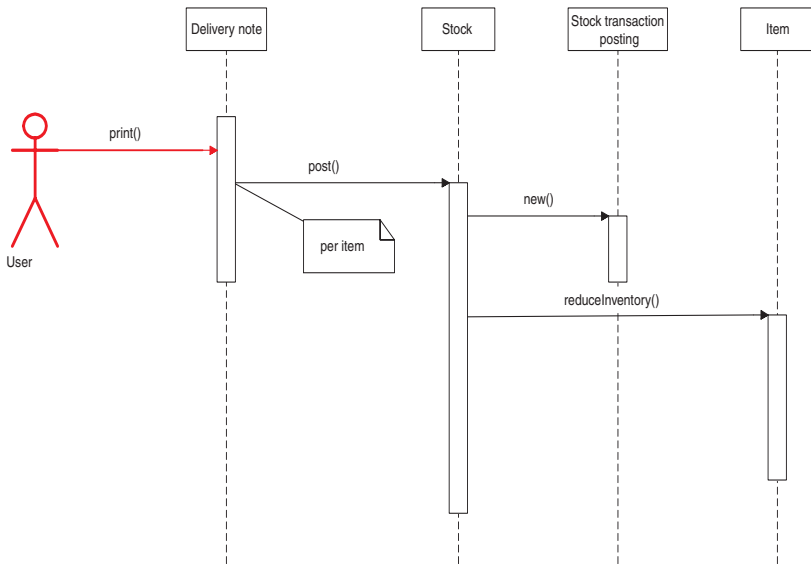 Delivery note
Stock
Stock transaction
posting
Item
print()
post()
new()
per item
User
reduceInventory()